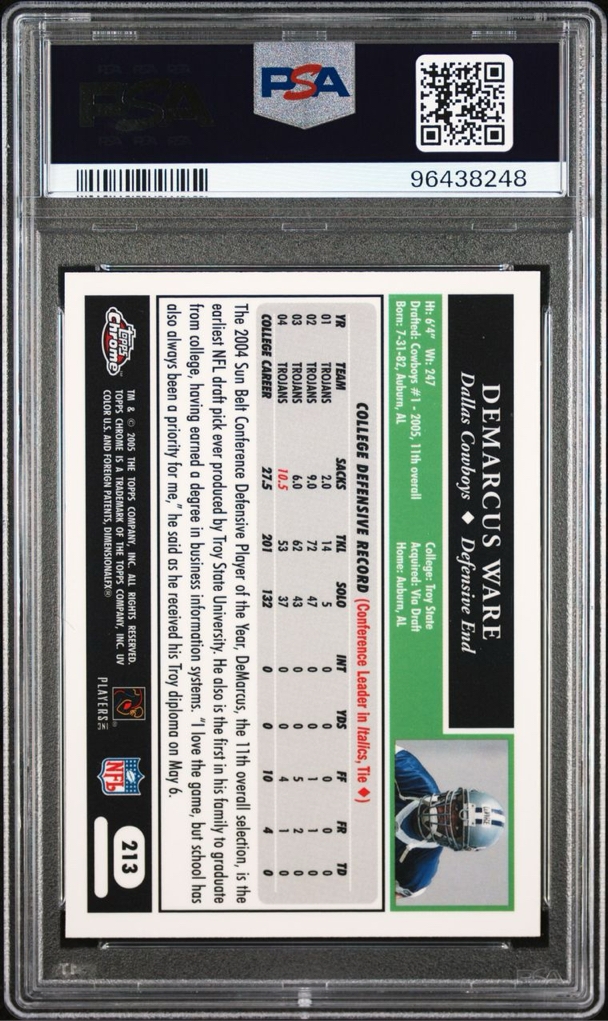 PSA
96438248
DEMARCUS WARE
Dallas Cowboys ♦ Defensive End
Ht: 6'4" Wt: 247
Drafted: Cowboys #1 - 2005, 11th overall
Born: 7-31-82, Auburn, AL
College: Troy State
Acquired: Via Draft
Home: Auburn, AL
COLLEGE DEFENSIVE RECORD (Conference Leader in Italics, Tie ♦)
YR TEAM SACKS TKL SOLO INT YDS FF FR TD
01 TROJANS 2.0 14 5 0 0 0 0 0
02 TROJANS 9.0 72 47 0 0 1 1 0
03 TROJANS 6.0 62 43 0 0 5 2 0
04 TROJANS 10.5 53 37 0 0 4 1 0
COLLEGE CAREER 27.5 201 132 0 0 10 4 0
The 2004 Sun Belt Conference Defensive Player of the Year, DeMarcus, the 11th overall selection, is the
earliest NFL draft pick ever produced by Troy State University. He also is the first in his family to graduate
from college, having earned a degree in business information systems. "I love the game, but school has
also always been a priority for me," he said as he received his Troy diploma on May 6.
Topps
Chrome
TM & © 2005 THE TOPPS COMPANY, INC. ALL RIGHTS RESERVED.
TOPPS CHROME IS A TRADEMARK OF THE TOPPS COMPANY, INC. UV
COLOR U.S. AND FOREIGN PATENTS, DIMENSIONALFX®
PLAYERS INC
NFL
213
PSA